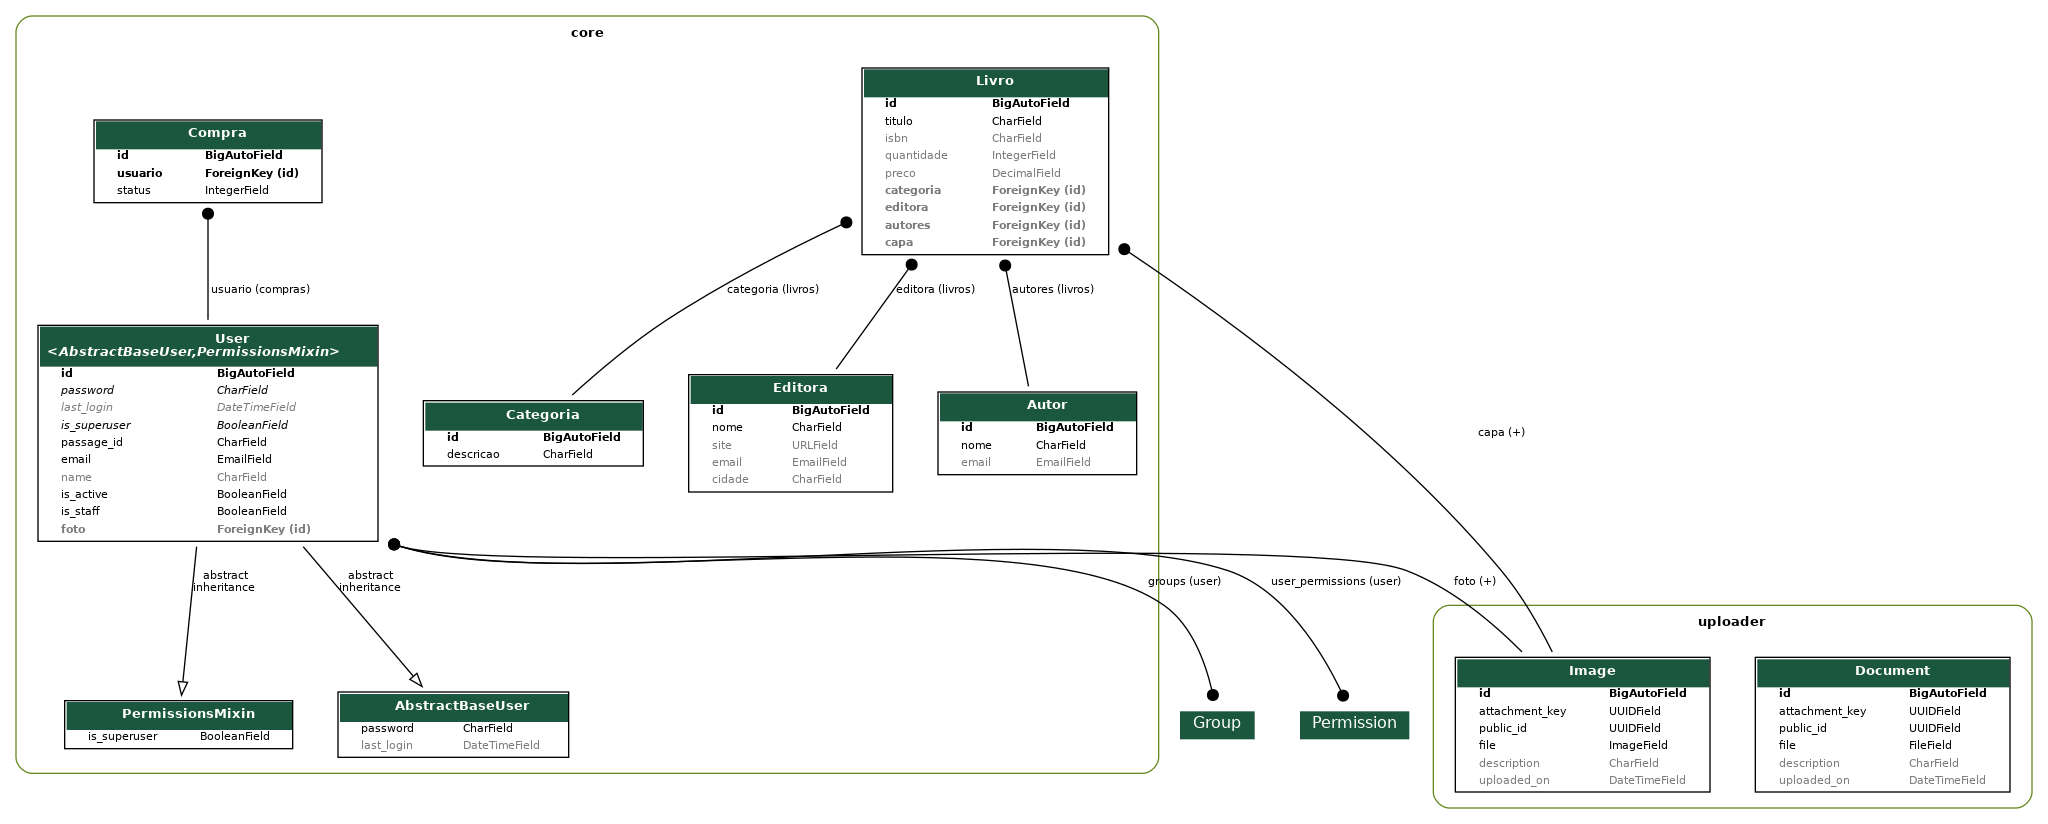 core
Livro
id BigAutoField
titulo CharField
isbn CharField
quantidade IntegerField
preco DecimalField
categoria ForeignKey (id)
editora ForeignKey (id)
autores ForeignKey (id)
capa ForeignKey (id)
Compra
id BigAutoField
usuario ForeignKey (id)
status IntegerField
usuario (compras)
categoria (livros)
editora (livros)
autores (livros)
User
<AbstractBaseUser,PermissionsMixin>
id BigAutoField
password CharField
last_login DateTimeField
is_superuser BooleanField
passage_id CharField
email EmailField
name CharField
is_active BooleanField
is_staff BooleanField
foto ForeignKey (id)
Categoria
id BigAutoField
descricao CharField
Editora
id BigAutoField
nome CharField
site URLField
email EmailField
cidade CharField
Autor
id BigAutoField
nome CharField
email EmailField
capa (+)
abstract
inheritance
abstract
inheritance
groups (user)
user_permissions (user)
foto (+)
PermissionsMixin
is_superuser BooleanField
AbstractBaseUser
password CharField
last_login DateTimeField
Group
Permission
uploader
Image
id BigAutoField
attachment_key UUIDField
public_id UUIDField
file ImageField
description CharField
uploaded_on DateTimeField
Document
id BigAutoField
attachment_key UUIDField
public_id UUIDField
file FileField
description CharField
uploaded_on DateTimeField